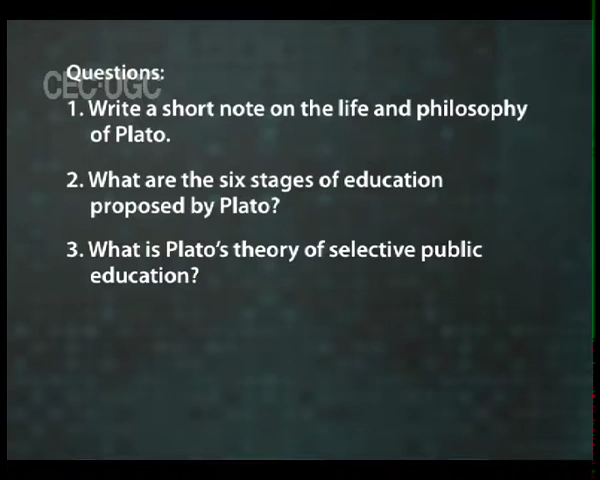 Questions:
CEC-UGC
1. Write a short note on the life and philosophy
of Plato.
2. What are the six stages of education
proposed by Plato?
3. What is Plato's theory of selective public
education?